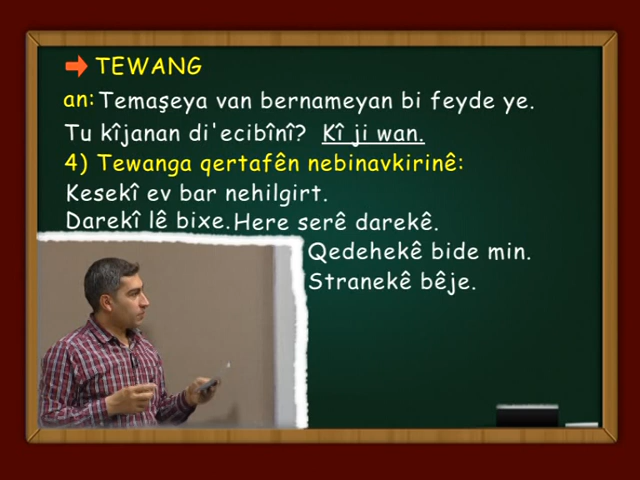 TEWANG
an: Temaşeya van bernameyan bi feyde ye.
Tu kîjanan di'ecibînî? Kî ji wan.
4) Tewanga qertafên nebinavkirinê:
Kesekî ev bar nehilgirt.
Darekî lê bixe. Here serê darekê.
Qedehekê bide min.
Stranekê bêje.